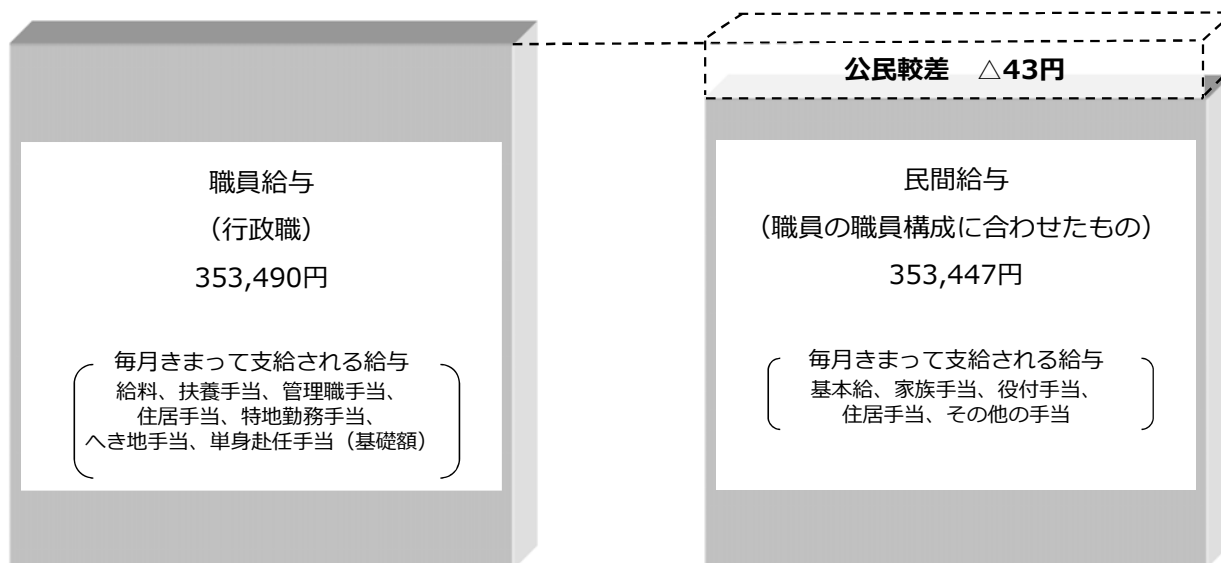 公民較差　△43円
職員給与
（行政職）
353,490円
毎月きまって支給される給与
給料、扶養手当、管理職手当、
住居手当、特地勤務手当、
へき地手当、単身赴任手当（基礎額）
民間給与
（職員の職員構成に合わせたもの）
353,447円
毎月きまって支給される給与
基本給、家族手当、役付手当、
住居手当、その他の手当